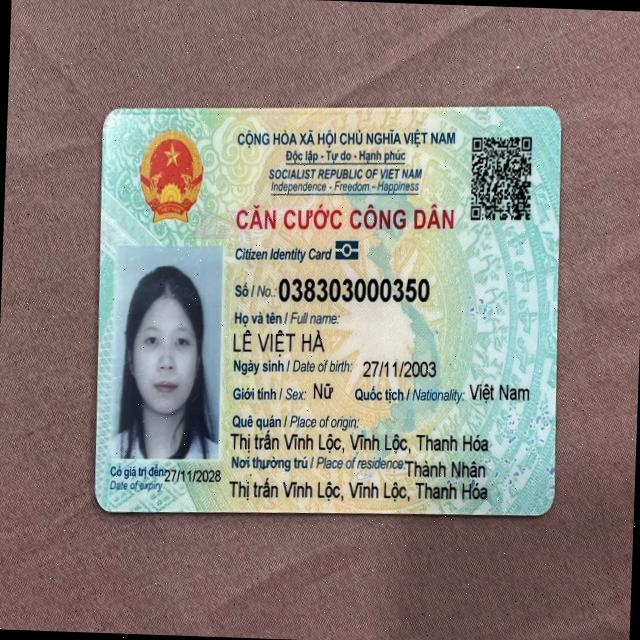 CỘNG HÒA XÃ HỘI CHỦ NGHĨA VIỆT NAM
Độc lập - Tự do - Hạnh phúc
SOCIALIST REPUBLIC OF VIET NAM
Independence - Freedom - Happiness
CĂN CƯỚC CÔNG DÂN
Citizen Identity Card
Số / No.: 038303000350
Họ và tên / Full name:
LÊ VIỆT HÀ
Ngày sinh / Date of birth: 27/11/2003
Giới tính / Sex: Nữ Quốc tịch / Nationality: Việt Nam
Quê quán / Place of origin:
Thị trấn Vĩnh Lộc, Vĩnh Lộc, Thanh Hóa
Nơi thường trú / Place of residence: Thành Nhân
Thị trấn Vĩnh Lộc, Vĩnh Lộc, Thanh Hóa
Có giá trị đến: 27/11/2028
Date of expiry